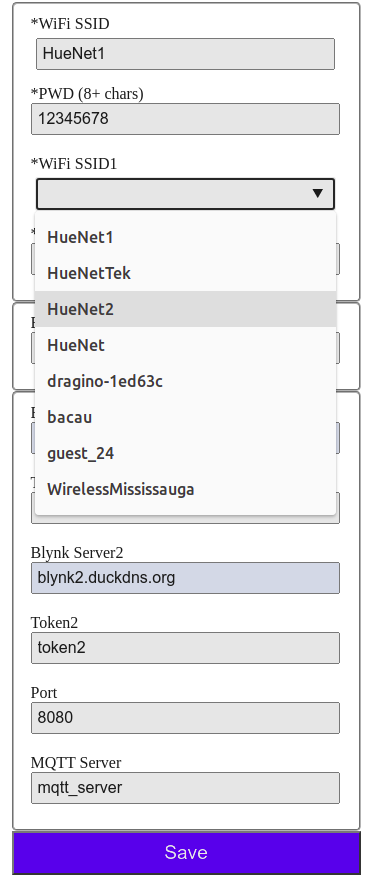 *WiFi SSID
HueNet1
*PWD (8+ chars)
12345678
*WiFi SSID1
HueNet1
HueNetTek
HueNet2
HueNet
dragino-1ed63c
bacau
guest_24
WirelessMississauga
Blynk Server2
blynk2.duckdns.org
Token2
token2
Port
8080
MQTT Server
mqtt_server
Save